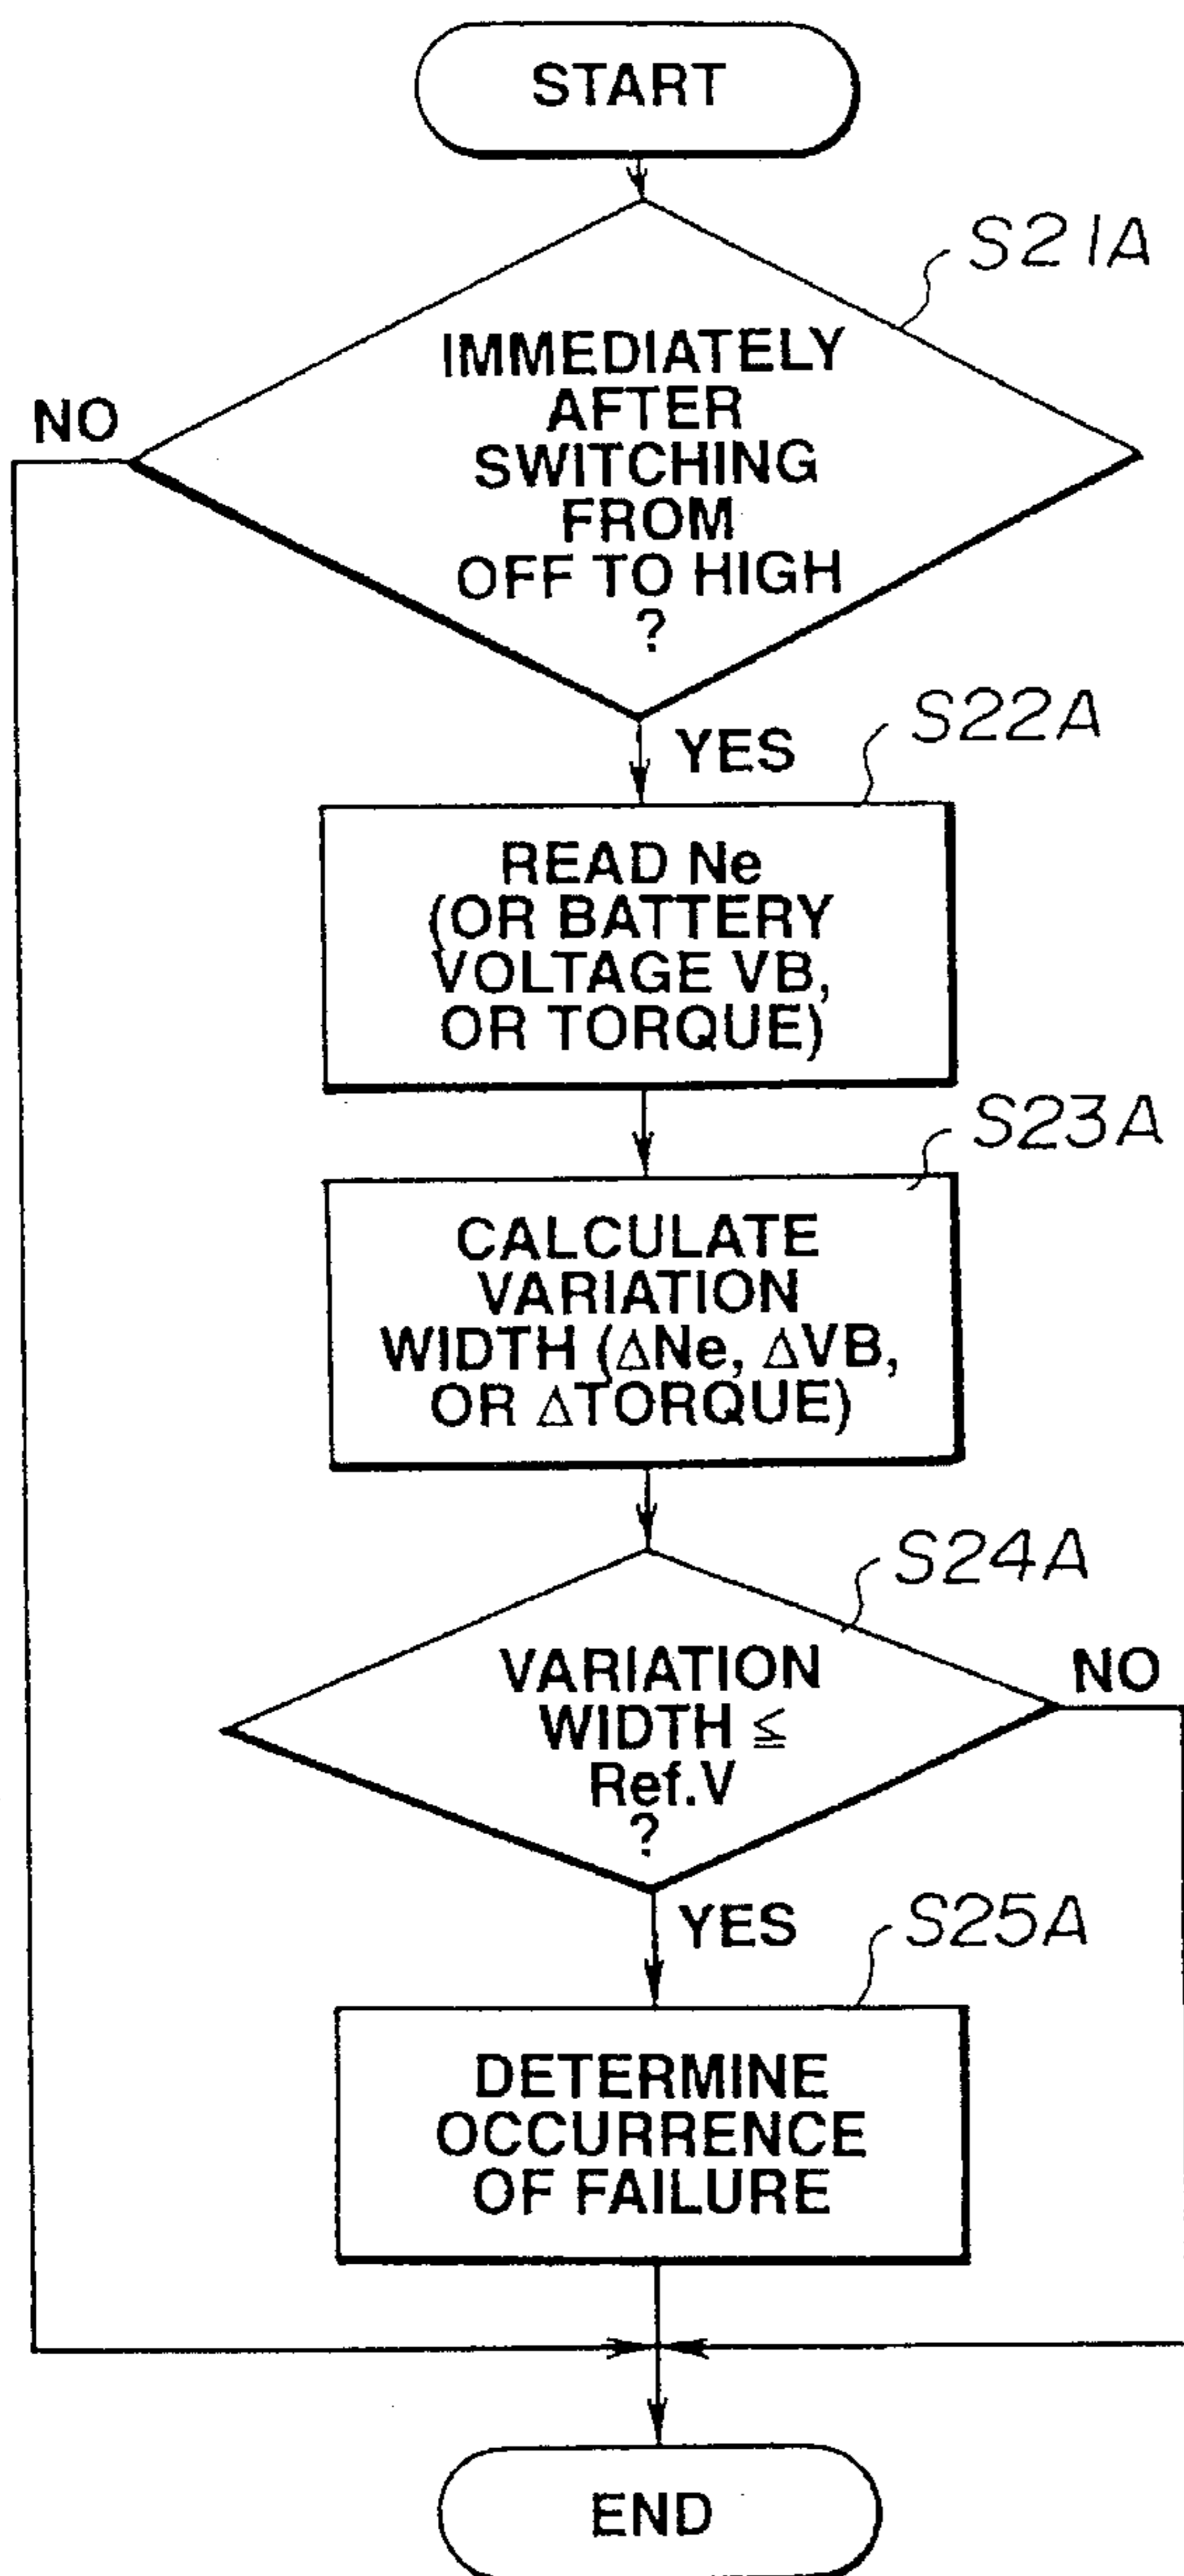 START
S21A
IMMEDIATELY
AFTER
SWITCHING
FROM
OFF TO HIGH
?
NO
YES
S22A
READ Ne
(OR BATTERY
VOLTAGE VB,
OR TORQUE)
S23A
CALCULATE
VARIATION
WIDTH (ΔNe, ΔVB,
OR ΔTORQUE)
S24A
VARIATION
WIDTH ≦
Ref.V
?
NO
YES
S25A
DETERMINE
OCCURRENCE
OF FAILURE
END